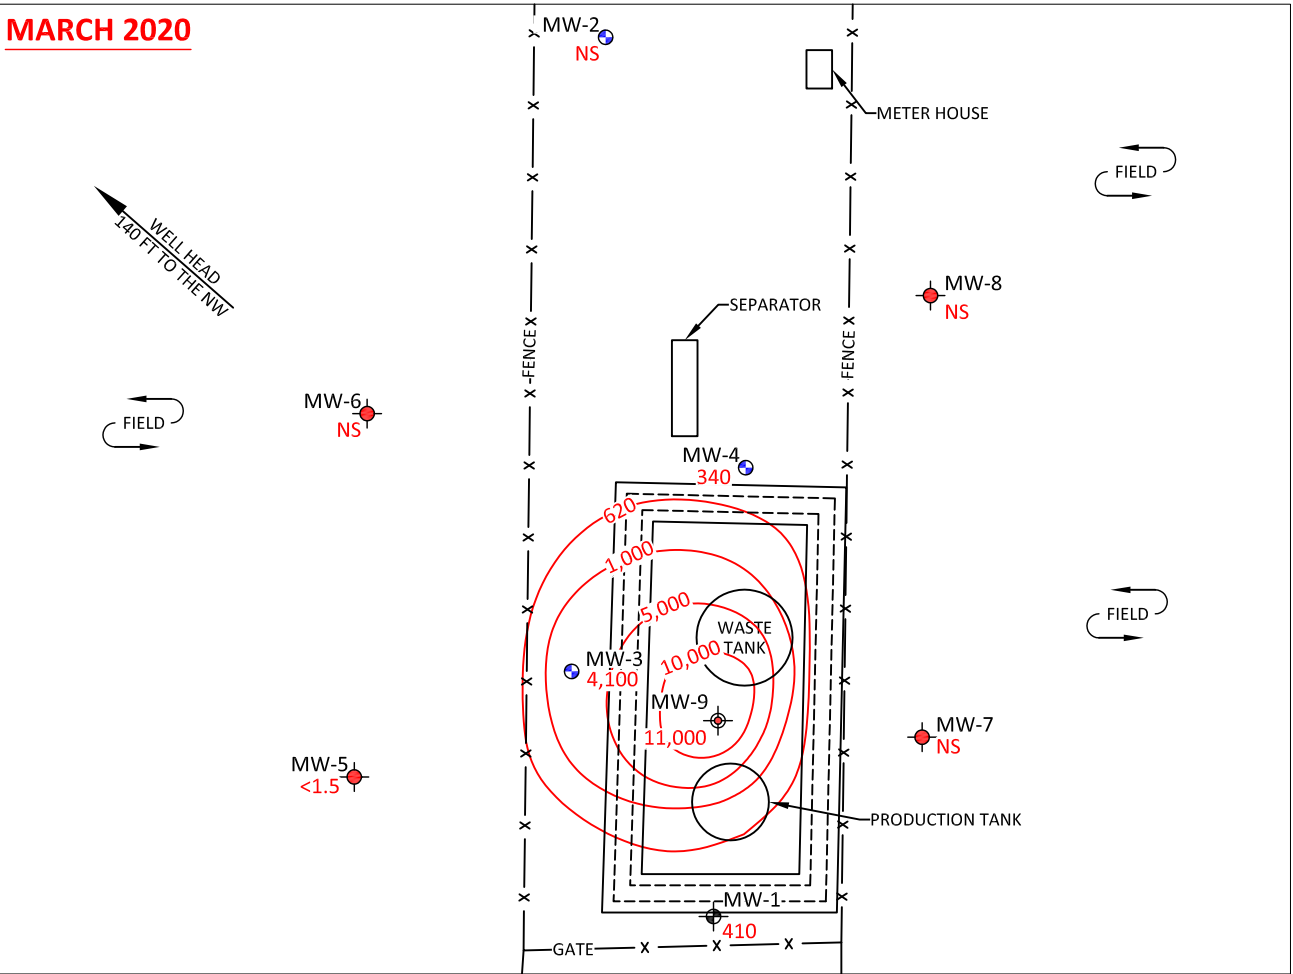 MARCH 2020
MW-2
NS
METER HOUSE
FIELD
WELL HEAD
140 FT TO THE NW
MW-8
NS
SEPARATOR
FENCE
FENCE
MW-6
NS
FIELD
MW-4
340
620
1,000
5,000
WASTE
TANK
10,000
FIELD
MW-3
4,100
MW-9
11,000
MW-7
NS
MW-5
<1.5
PRODUCTION TANK
MW-1
410
GATE